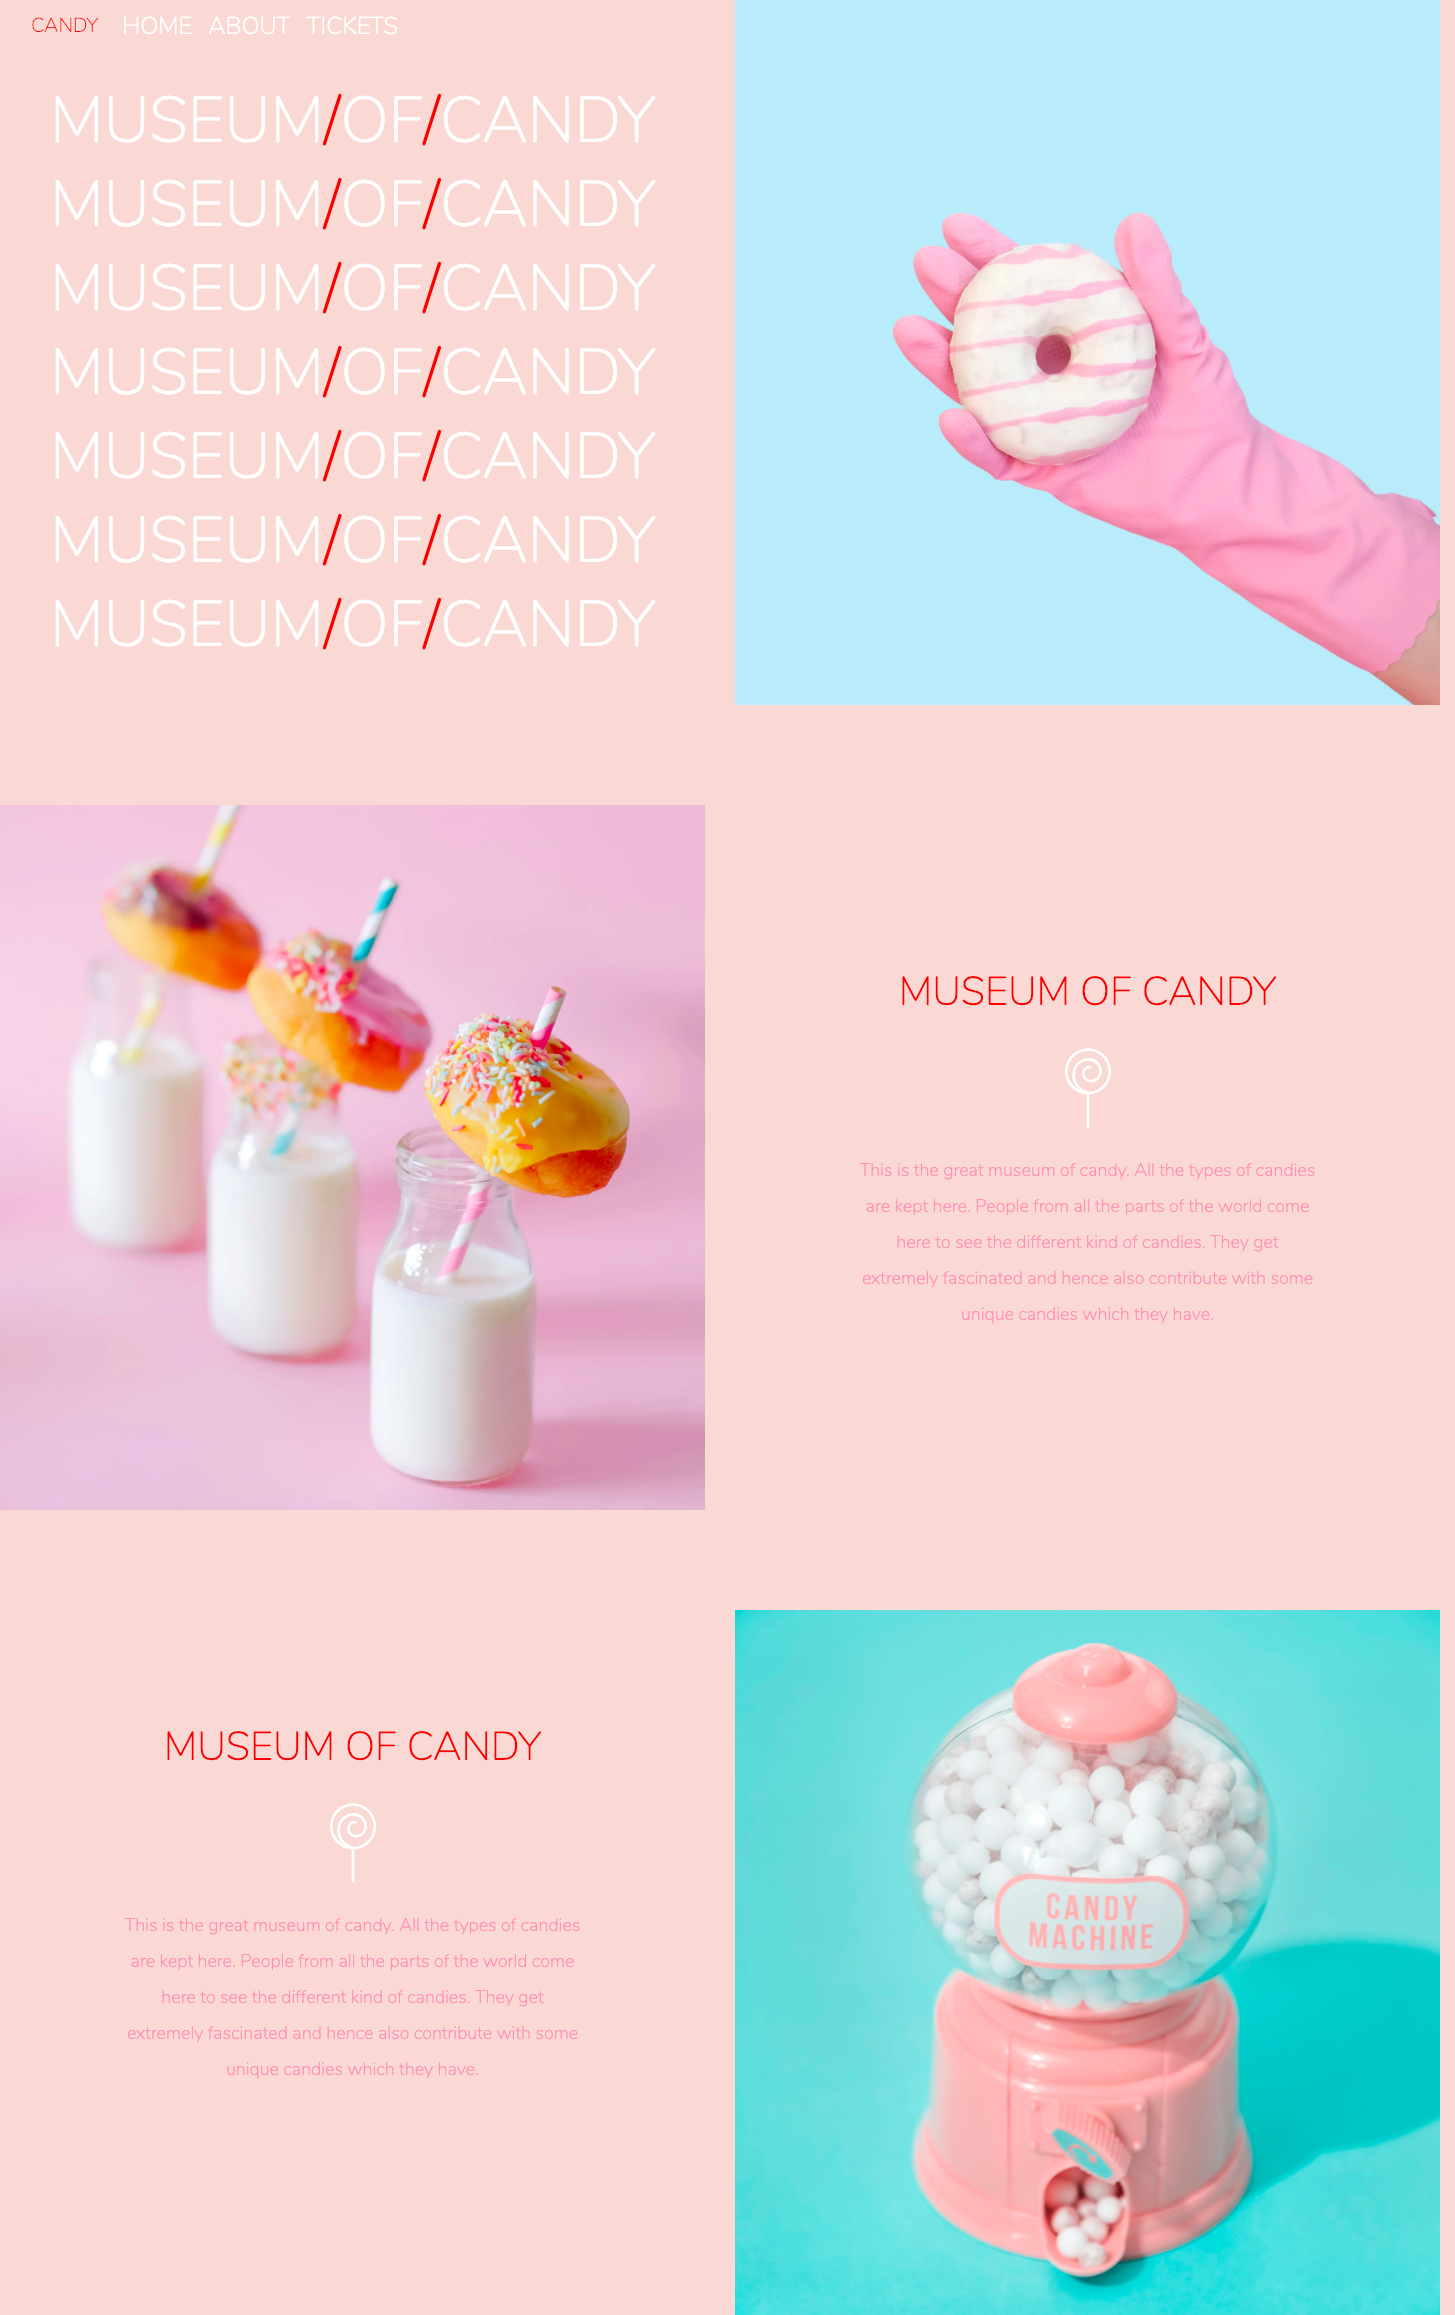 CANDY HOME ABOUT TICKETS
MUSEUM/OF/CANDY
MUSEUM/OF/CANDY
MUSEUM/OF/CANDY
MUSEUM/OF/CANDY
MUSEUM/OF/CANDY
MUSEUM/OF/CANDY
MUSEUM/OF/CANDY
MUSEUM OF CANDY
This is the great museum of candy. All the types of candies
are kept here. People from all the parts of the world come
here to see the different kind of candies. They get
extremely fascinated and hence also contribute with some
unique candies which they have.
MUSEUM OF CANDY
This is the great museum of candy. All the types of candies
are kept here. People from all the parts of the world come
here to see the different kind of candies. They get
extremely fascinated and hence also contribute with some
unique candies which they have.
CANDY
MACHINE